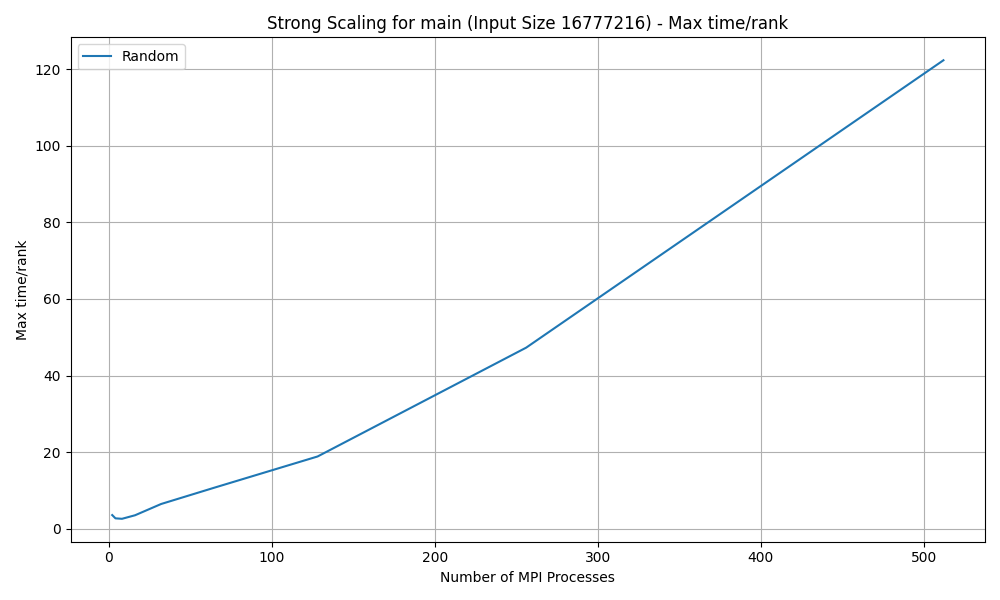 Strong Scaling for main (Input Size 16777216) - Max time/rank
Random
Max time/rank
120
100
80
60
40
20
0
0 100 200 300 400 500
Number of MPI Processes